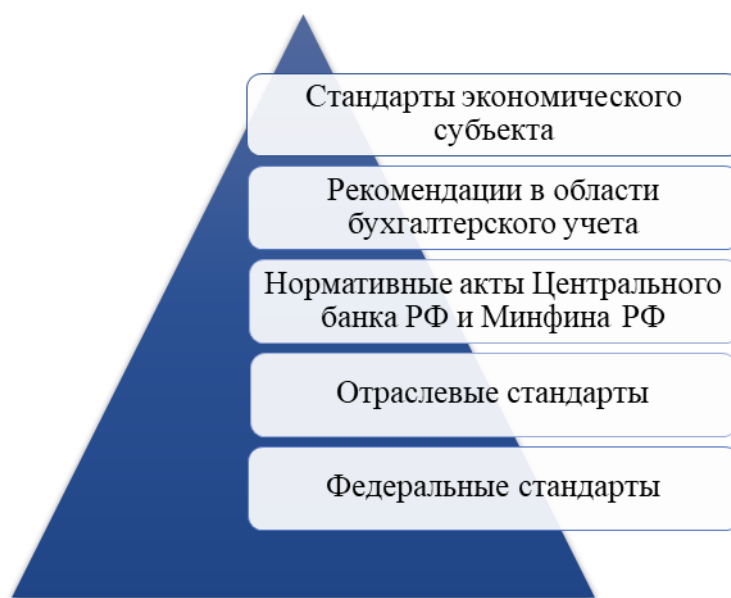 Стандарты экономического
субъекта
Рекомендации в области
бухгалтерского учета
Нормативные акты Центрального
банка РФ и Минфина РФ
Отраслевые стандарты
Федеральные стандарты